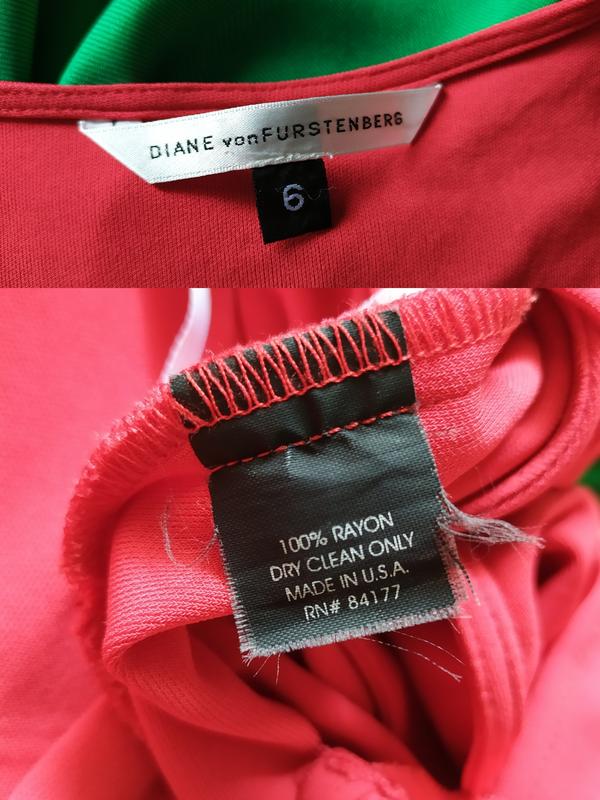 DIANE vonFURSTENBERG
6
100% RAYON
DRY CLEAN ONLY
MADE IN U.S.A.
RN# 84177